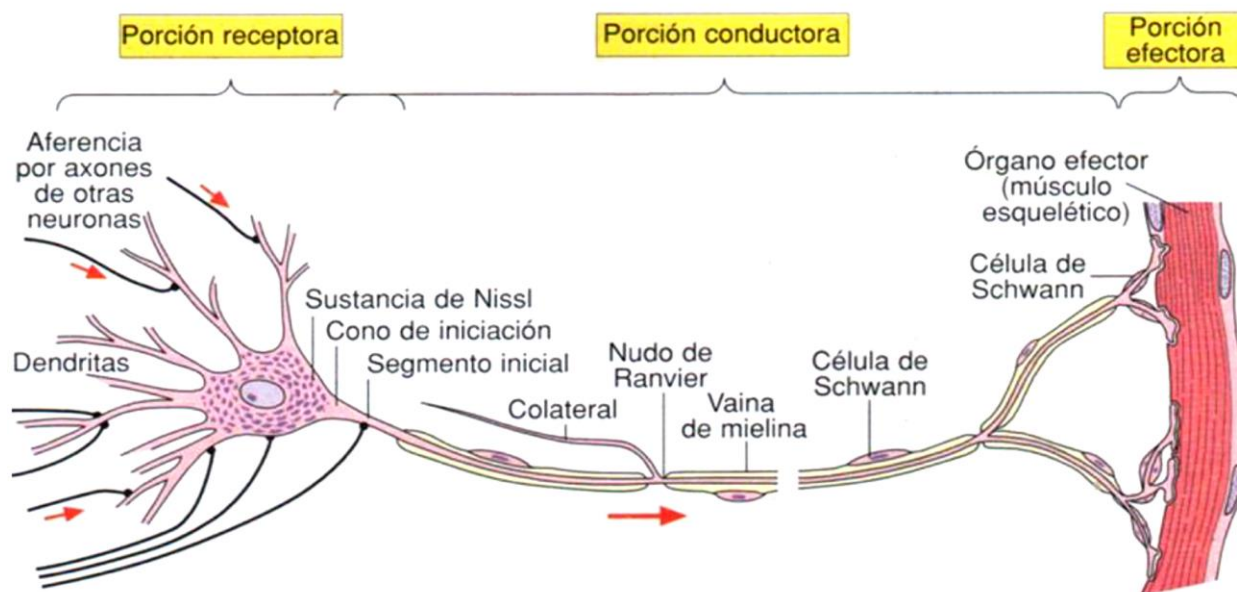 Porción receptora
Porción conductora
Porción
efectora
Aferencia
por axones
de otras
neuronas
Órgano efector
(músculo
esquelético)
Célula de
Schwann
Sustancia de Nissl
Cono de iniciación
Segmento inicial
Dendritas
Colateral
Nudo de
Ranvier
Vaina
de mielina
Célula de
Schwann